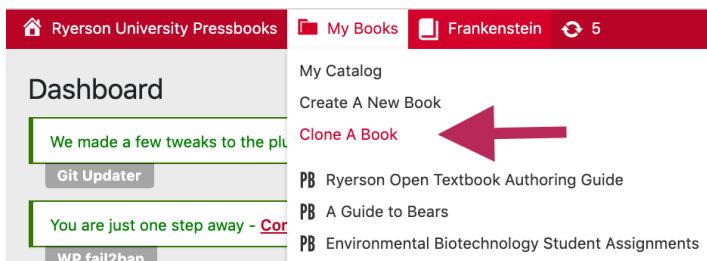 Ryerson University Pressbooks My Books Frankenstein 5
Dashboard
We made a few tweaks to the
Git Updater
You are just one step away -
WP fail2ban
My Catalog
Create A New Book
Clone A Book
PB Ryerson Open Textbook Authoring Guide
PB A Guide to Bears
PB Environmental Biotechnology Student Assignments